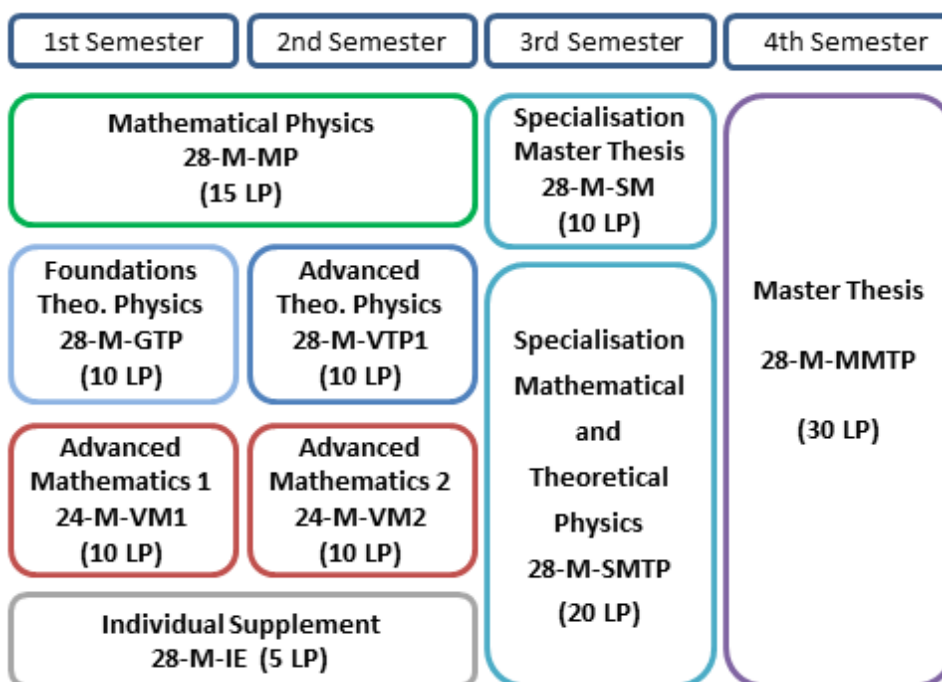 1st Semester
2nd Semester
3rd Semester
4th Semester
Mathematical Physics
28-M-MP
(15 LP)
Specialisation
Master Thesis
28-M-SM
(10 LP)
Master Thesis
28-M-MMTP
(30 LP)
Foundations
Theo. Physics
28-M-GTP
(10 LP)
Advanced
Theo. Physics
28-M-VTP1
(10 LP)
Specialisation
Mathematical
and
Theoretical
Physics
28-M-SMTP
(20 LP)
Advanced
Mathematics 1
24-M-VM1
(10 LP)
Advanced
Mathematics 2
24-M-VM2
(10 LP)
Individual Supplement
28-M-IE (5 LP)